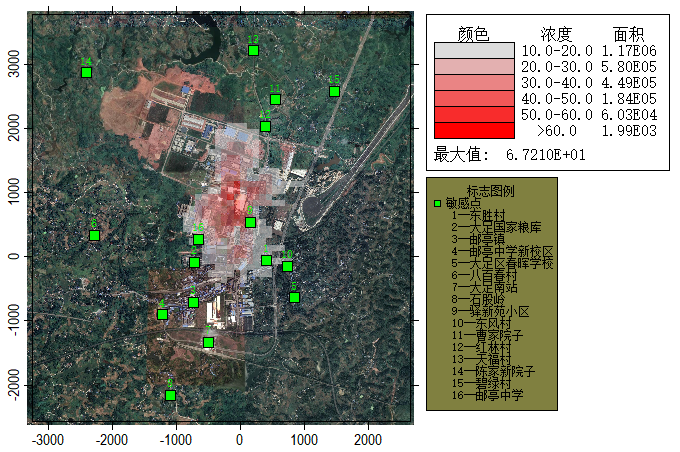 颜色 浓度 面积
10.0-20.0 1.17E06
20.0-30.0 5.80E05
30.0-40.0 4.49E05
40.0-50.0 1.84E05
50.0-60.0 6.03E04
>60.0 1.99E03
最大值: 6.7210E+01
标志图例
敏感点
1—东胜村
2—大足国家粮库
3—邮亭镇
4—邮亭中学新校区
5—大足区春晖学校
6—八百春村
7—大足南站
8—石股岭
9—驿新苑小区
10—东风村
11—曹家院子
12—红林村
13—天福村
14—陈家新院子
15—碧绿村
16—邮亭中学
13
14
15
11
12
3000
2000
1000
0
-1000
-2000
-3000 -2000 -1000 0 1000 2000